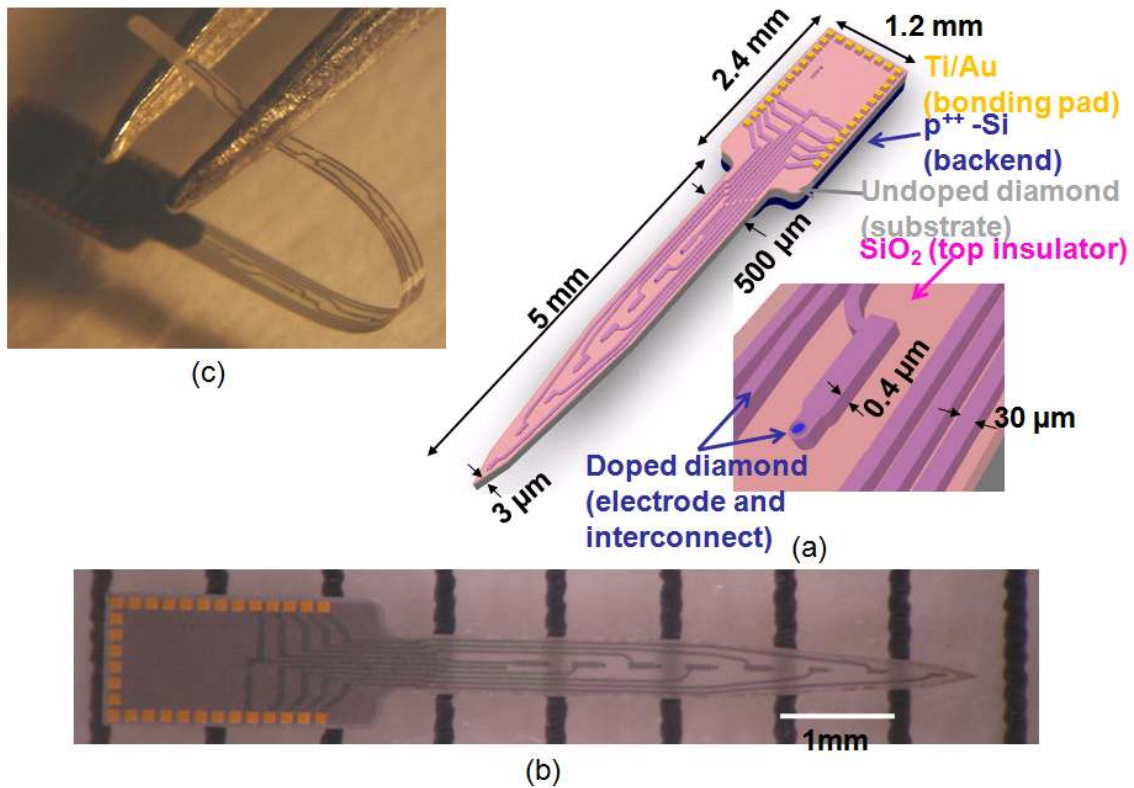 1.2 mm
2.4 mm
Ti/Au
(bonding pad)
p++ -Si
(backend)
Undoped diamond
(substrate)
SiO2 (top insulator)
500 µm
5 mm
0.4 µm
30 µm
Doped diamond
(electrode and
interconnect)
3 µm
(a)
(c)
1mm
(b)